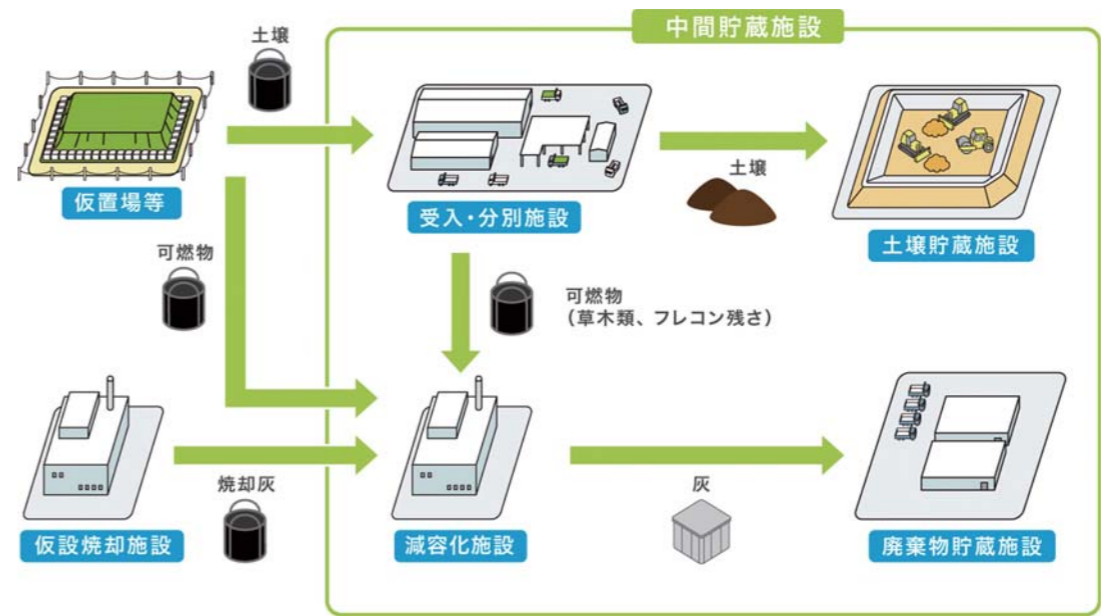 中間貯蔵施設
土壌
仮置場等
受入・分別施設
土壌
土壌貯蔵施設
可燃物
可燃物
（草木類、フレコン残さ）
焼却灰
灰
仮設焼却施設
減容化施設
廃棄物貯蔵施設